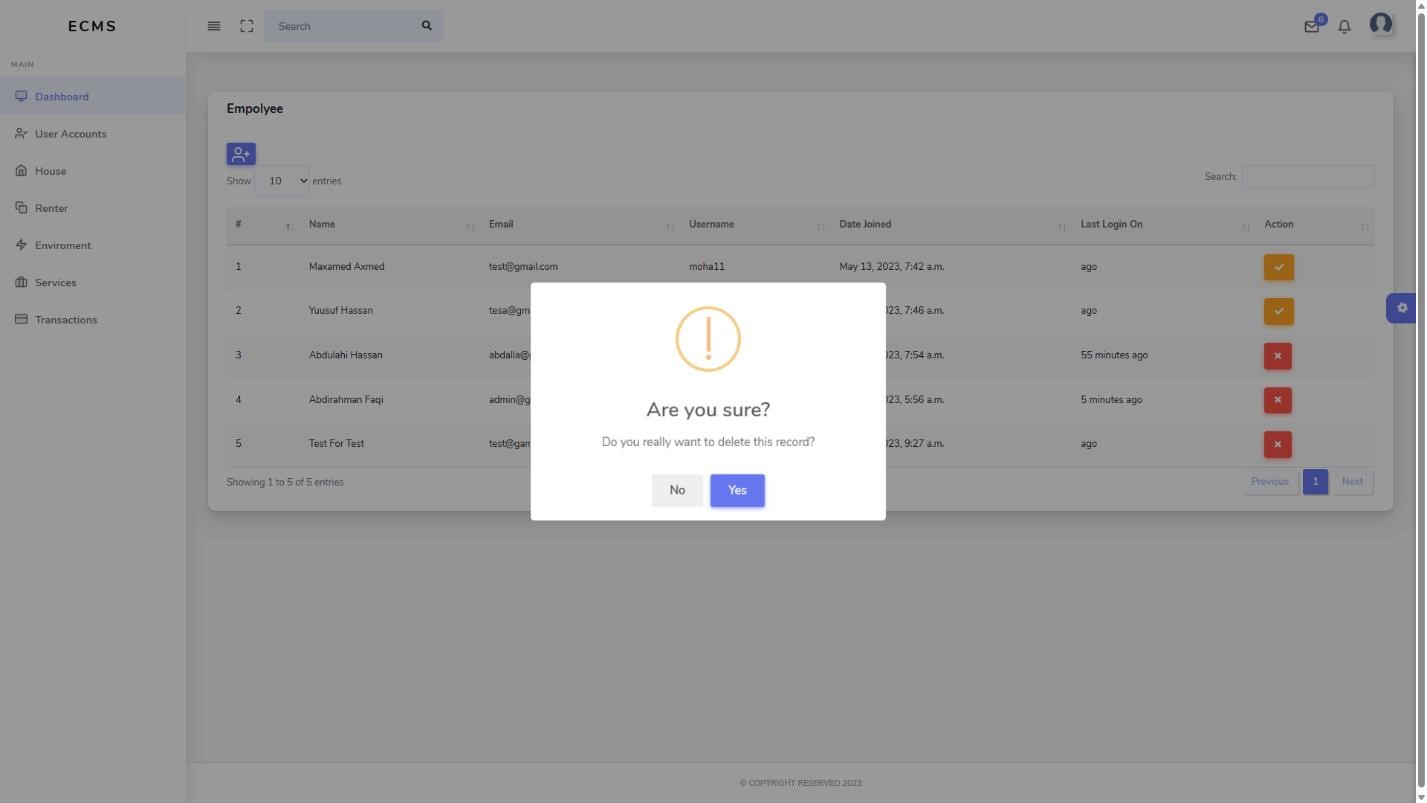 ECMS
Search
6
MAIN
Dashboard
User Accounts
House
Renter
Enviroment
Services
Transactions
Empolyee
Show 10 entries
Search:
# Name Email Username Date Joined Last Login On Action
1 Maxamed Axmed test@gmail.com moha11 May 13, 2023, 7:42 a.m. ago
2 Yuusuf Hassan tesa@gm 23, 7:46 a.m. ago
3 Abdulahi Hassan abdalla@ 23, 7:54 a.m. 55 minutes ago
4 Abdirahman Faqi admin@g 23, 5:56 a.m. 5 minutes ago
5 Test For Test test@gam 23, 9:27 a.m. ago
Showing 1 to 5 of 5 entries
Previous 1 Next
Are you sure?
Do you really want to delete this record?
No Yes
© COPYRIGHT RESERVED 2023